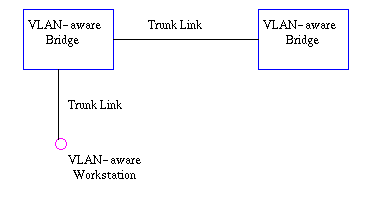 VLAN-aware
Bridge
Trunk Link
VLAN-aware
Bridge
Trunk Link
VLAN-aware
Workstation